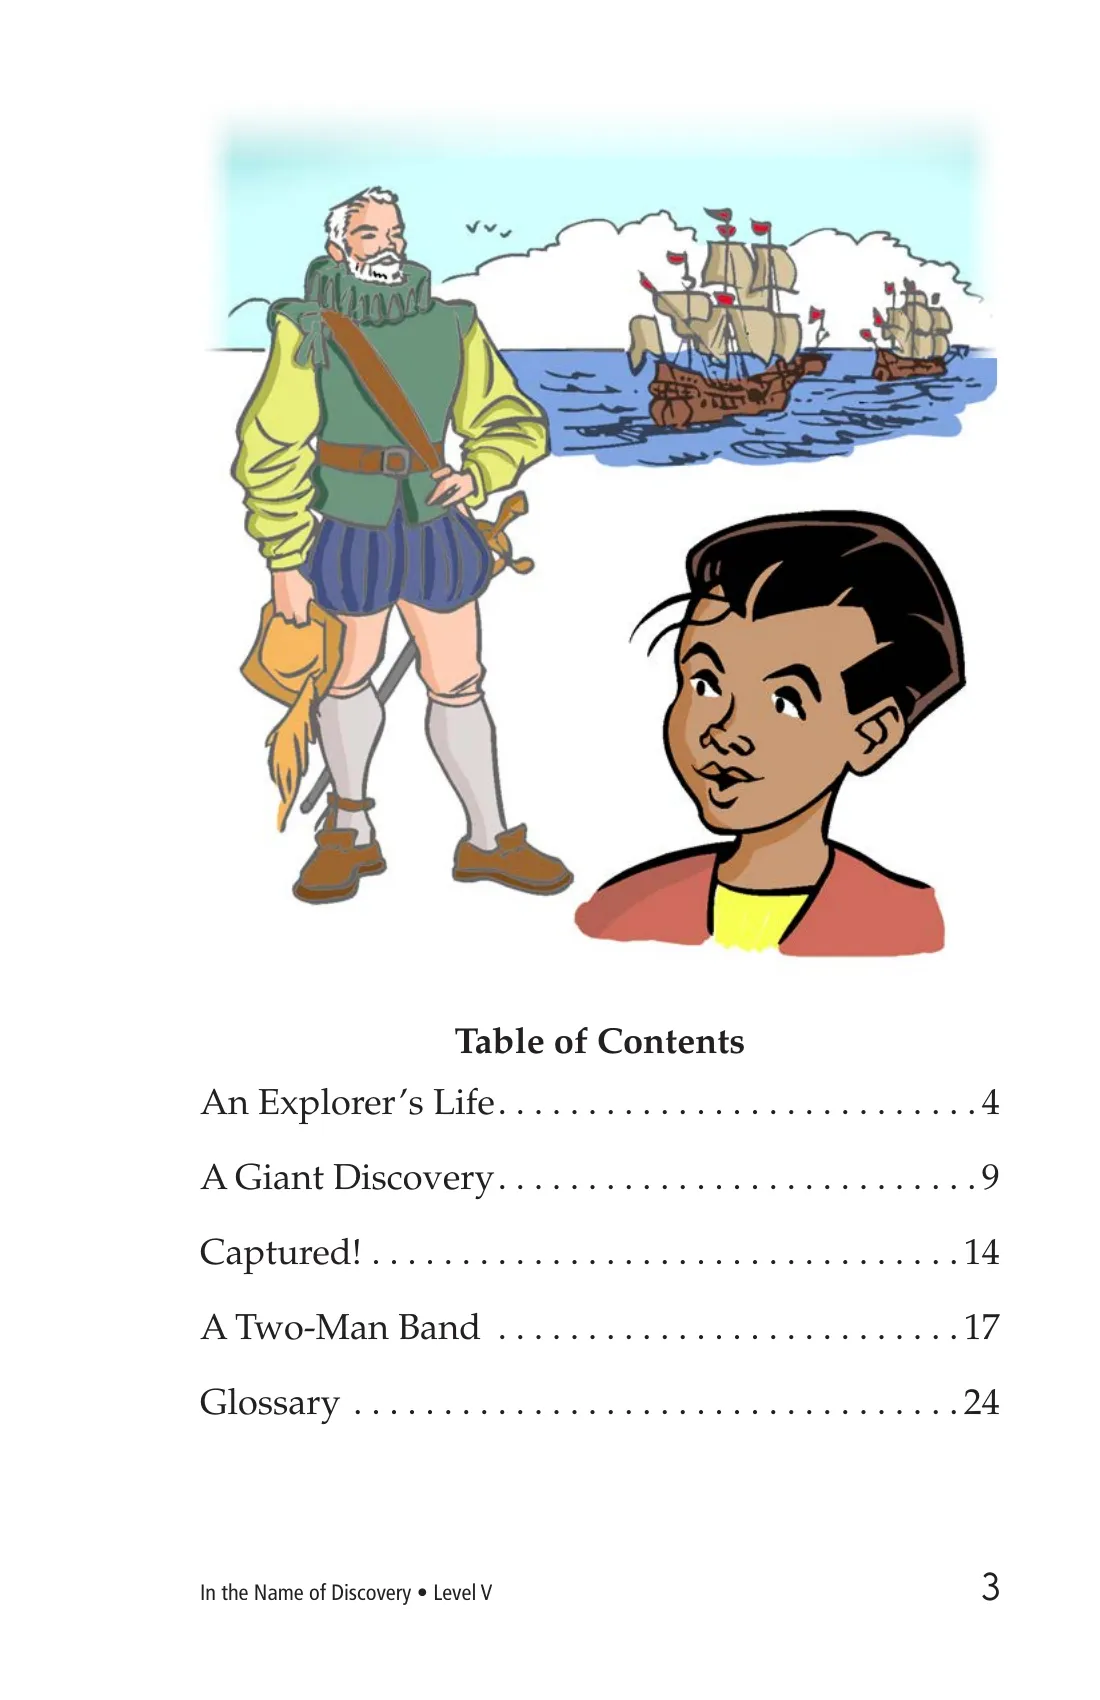 Table of Contents
An Explorer’s Life. . . . . . . . . . . . . . . . . . . . . . . . . . . 4
A Giant Discovery. . . . . . . . . . . . . . . . . . . . . . . . . . . 9
Captured! . . . . . . . . . . . . . . . . . . . . . . . . . . . . . . . . . 14
A Two-Man Band . . . . . . . . . . . . . . . . . . . . . . . . . . 17
Glossary . . . . . . . . . . . . . . . . . . . . . . . . . . . . . . . . . . 24
In the Name of Discovery • Level V 3